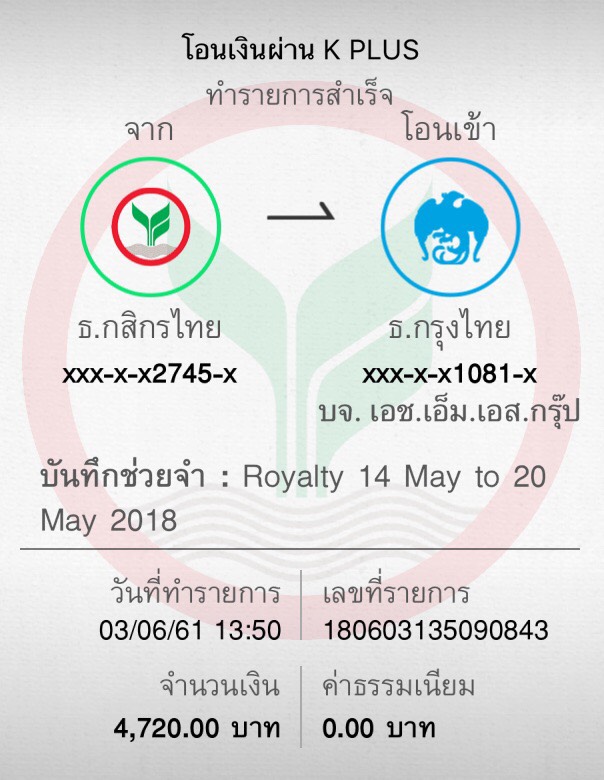 โอนเงินผ่าน K PLUS
ทำรายการสำเร็จ
จาก
โอนเข้า
ธ.กสิกรไทย
ธ.กรุงไทย
xxx-x-x2745-x
xxx-x-x1081-x
บจ. เอช.เอ็ม.เอส.กรุ๊ป
บันทึกช่วยจำ : Royalty 14 May to 20
May 2018
วันที่ทำรายการ
เลขที่รายการ
03/06/61 13:50
180603135090843
จำนวนเงิน
ค่าธรรมเนียม
4,720.00 บาท
0.00 บาท